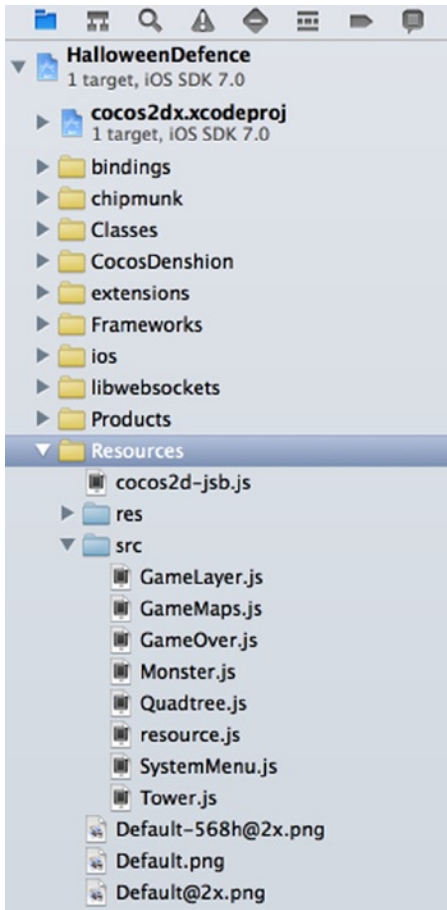 HalloweenDefence
1 target, iOS SDK 7.0
cocos2dx.xcodeproj
1 target, iOS SDK 7.0
bindings
chipmunk
Classes
CocosDenshion
extensions
Frameworks
ios
libwebsockets
Products
Resources
cocos2d-jsb.js
res
src
GameLayer.js
GameMaps.js
GameOver.js
Monster.js
Quadtree.js
resource.js
SystemMenu.js
Tower.js
Default-568h@2x.png
Default.png
Default@2x.png